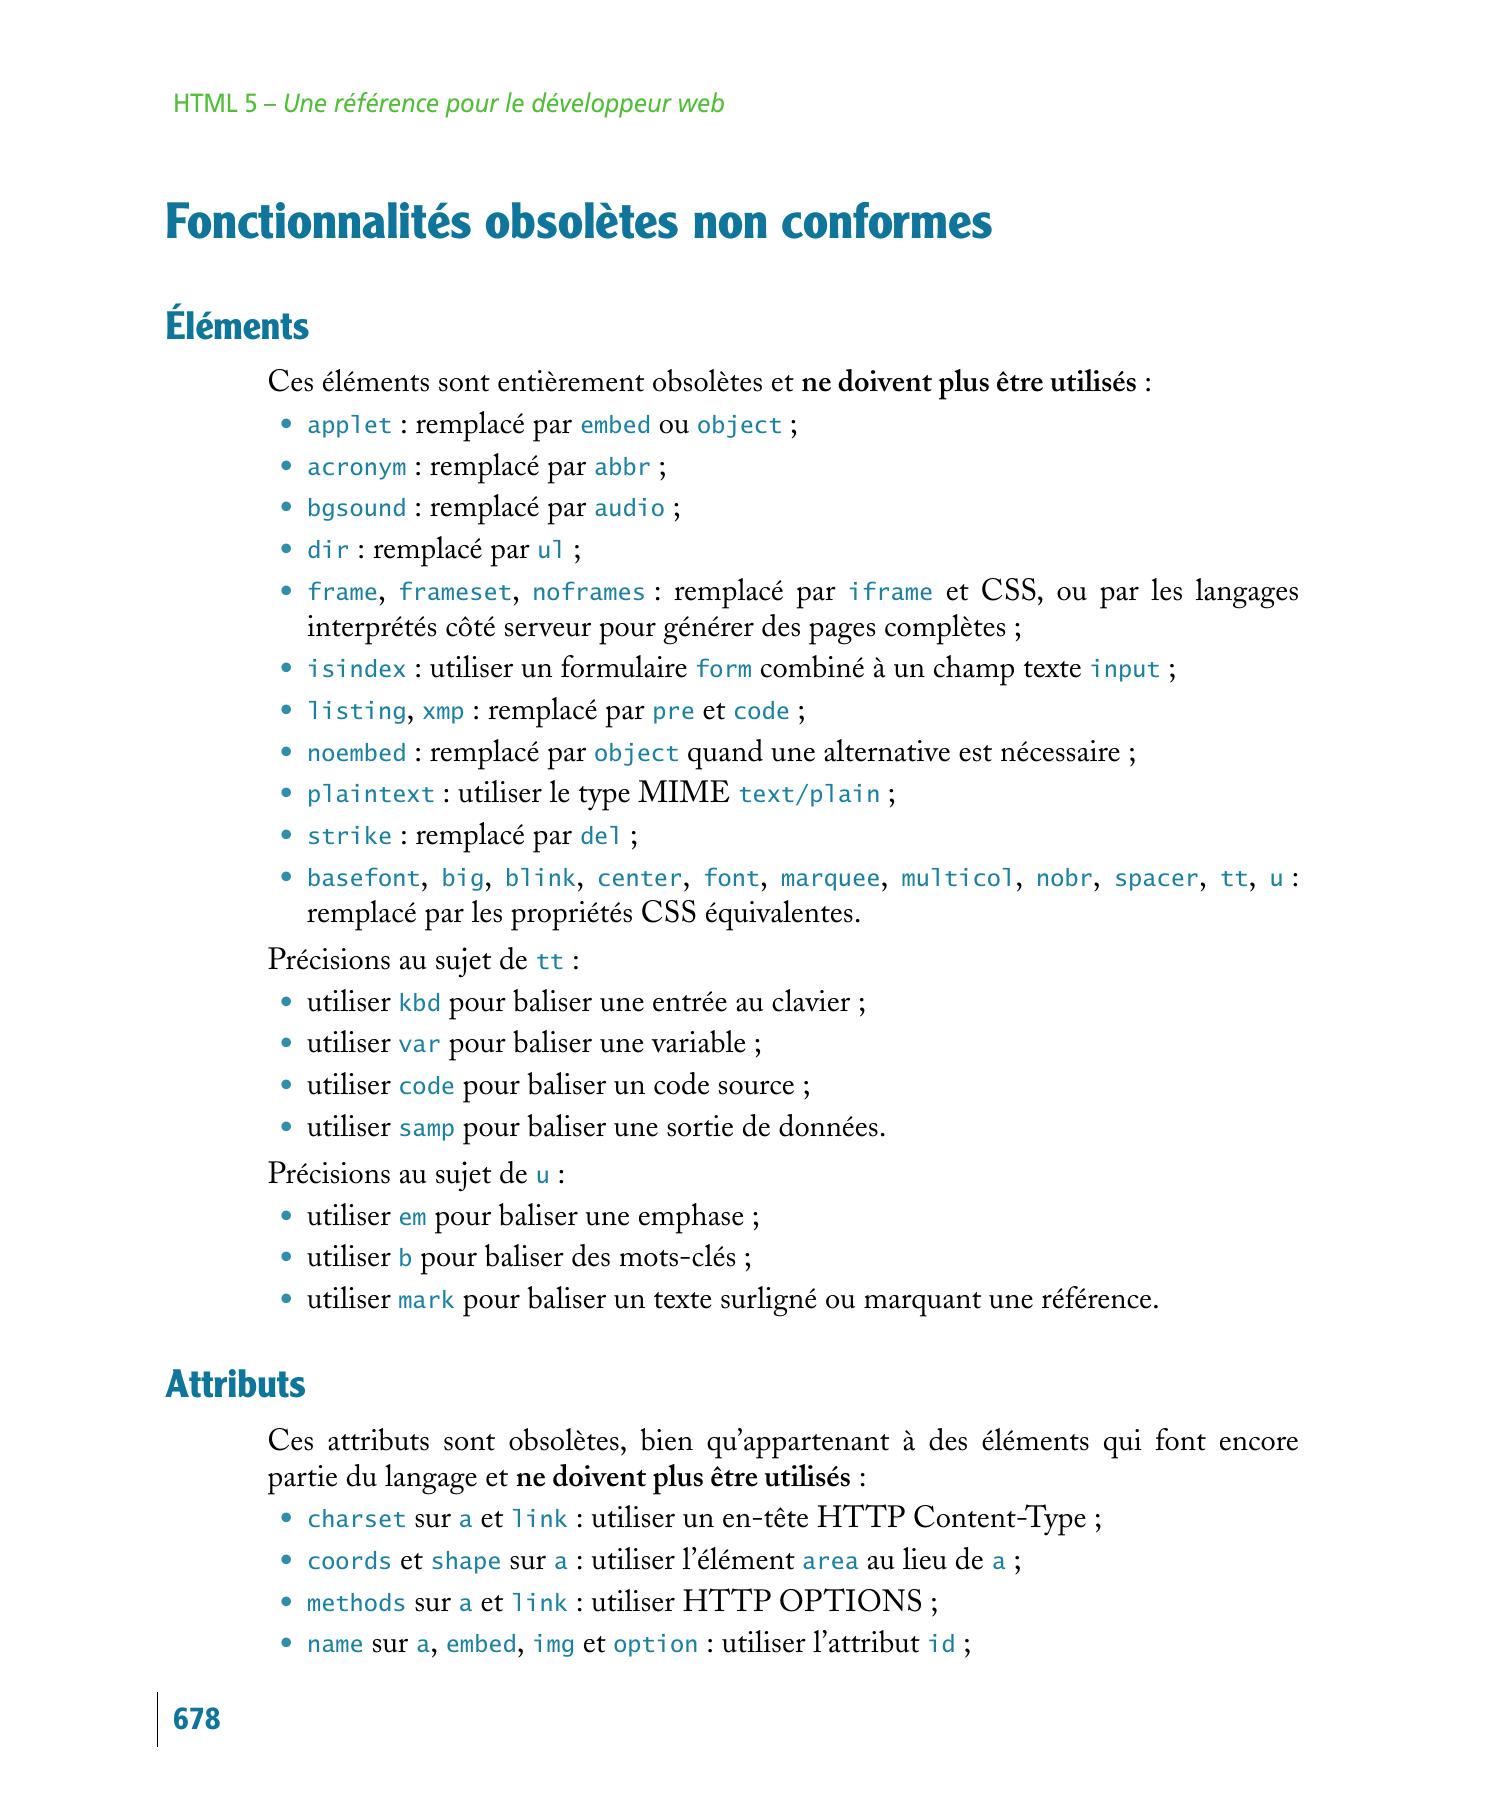 HTML 5 – Une référence pour le développeur web
Fonctionnalités obsolètes non conformes
Éléments
Ces éléments sont entièrement obsolètes et ne doivent plus être utilisés :
• applet : remplacé par embed ou object ;
• acronym : remplacé par abbr ;
• bgsound : remplacé par audio ;
• dir : remplacé par ul ;
• frame, frameset, noframes : remplacé par iframe et CSS, ou par les langages
interprétés côté serveur pour générer des pages complètes ;
• isindex : utiliser un formulaire form combiné à un champ texte input ;
• listing, xmp : remplacé par pre et code ;
• noembed : remplacé par object quand une alternative est nécessaire ;
• plaintext : utiliser le type MIME text/plain ;
• strike : remplacé par del ;
• basefont, big, blink, center, font, marquee, multicol, nobr, spacer, tt, u :
remplacé par les propriétés CSS équivalentes.
Précisions au sujet de tt :
• utiliser kbd pour baliser une entrée au clavier ;
• utiliser var pour baliser une variable ;
• utiliser code pour baliser un code source ;
• utiliser samp pour baliser une sortie de données.
Précisions au sujet de u :
• utiliser em pour baliser une emphase ;
• utiliser b pour baliser des mots-clés ;
• utiliser mark pour baliser un texte surligné ou marquant une référence.
Attributs
Ces attributs sont obsolètes, bien qu’appartenant à des éléments qui font encore
partie du langage et ne doivent plus être utilisés :
• charset sur a et link : utiliser un en-tête HTTP Content-Type ;
• coords et shape sur a : utiliser l’élément area au lieu de a ;
• methods sur a et link : utiliser HTTP OPTIONS ;
• name sur a, embed, img et option : utiliser l’attribut id ;
678